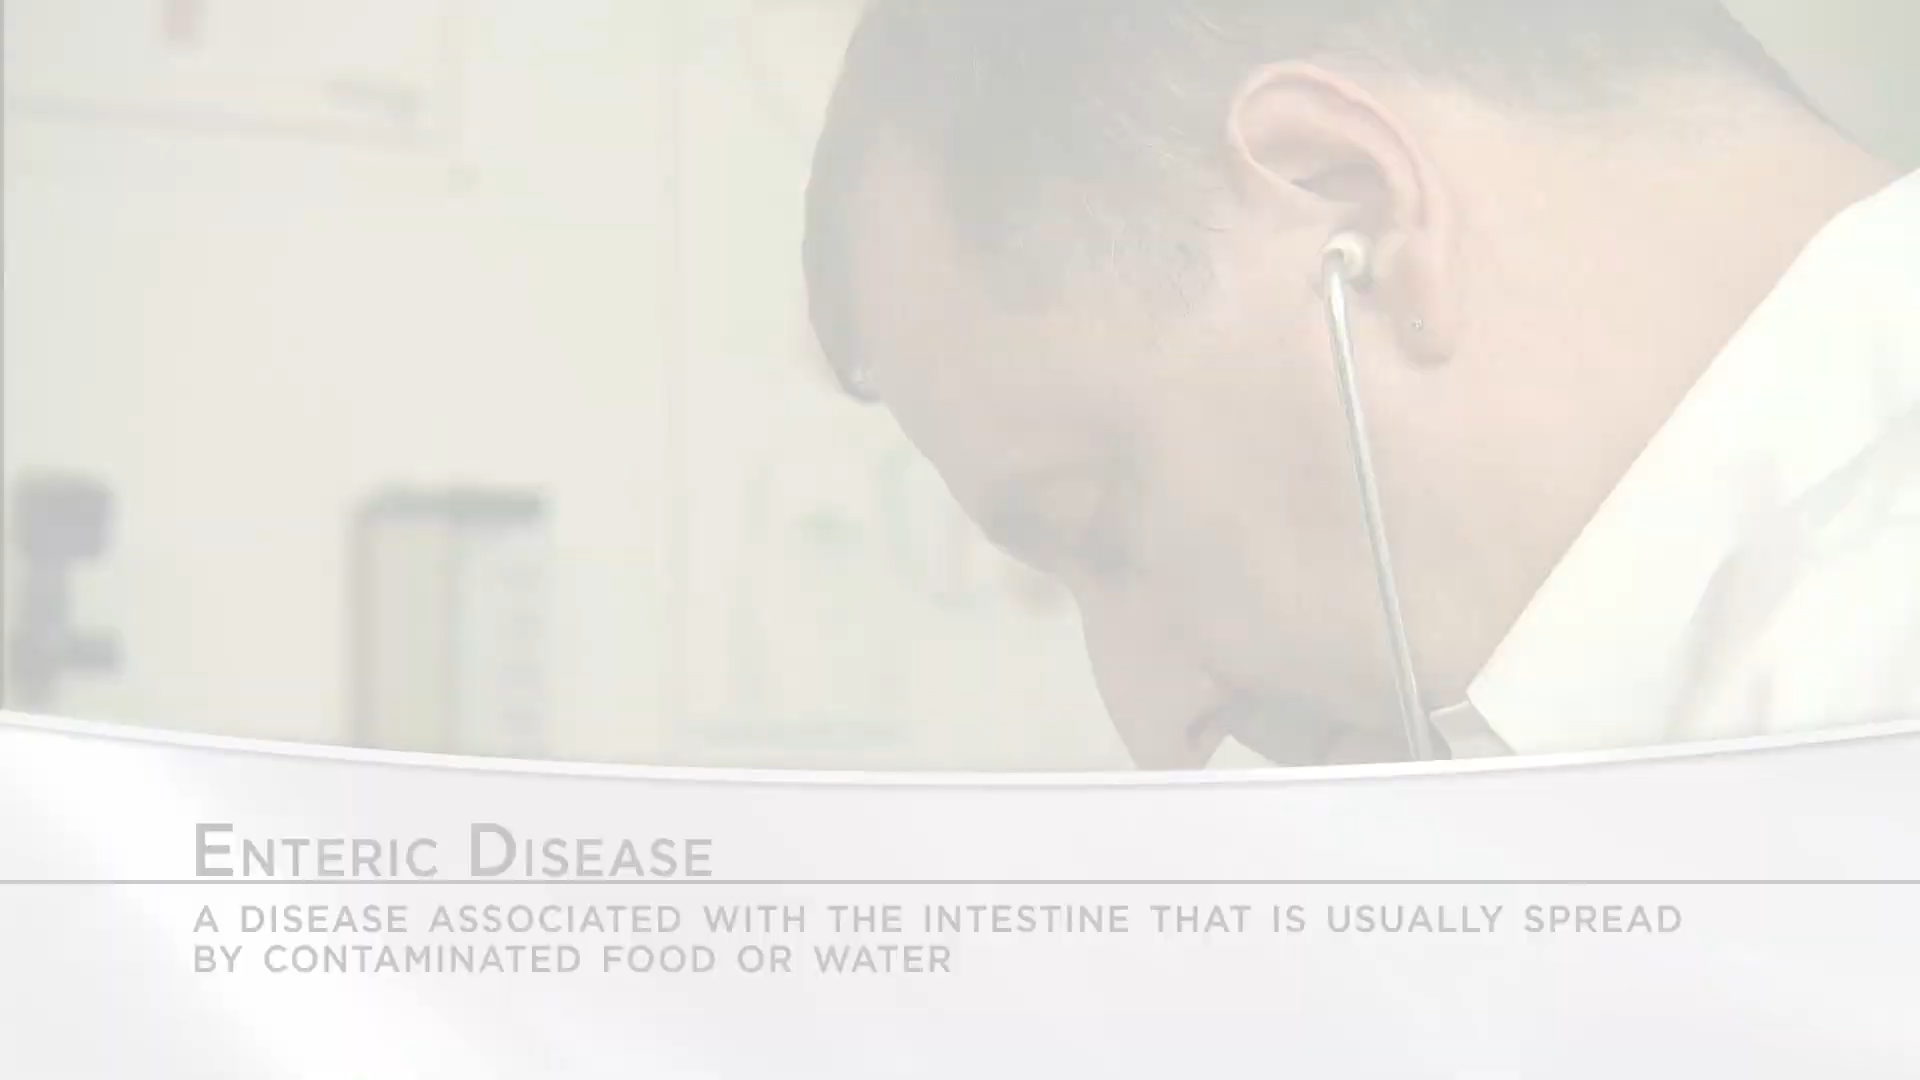 Enteric Disease
A DISEASE ASSOCIATED WITH THE INTESTINE THAT IS USUALLY SPREAD
BY CONTAMINATED FOOD OR WATER